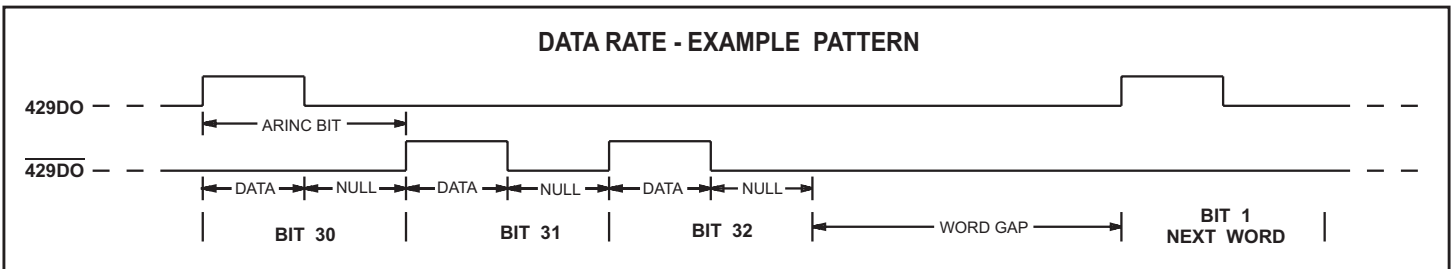 DATA RATE - EXAMPLE PATTERN
429DO
ARINC BIT
429DO
DATA NULL DATA NULL DATA NULL
BIT 30 BIT 31 BIT 32 WORD GAP BIT 1
NEXT WORD